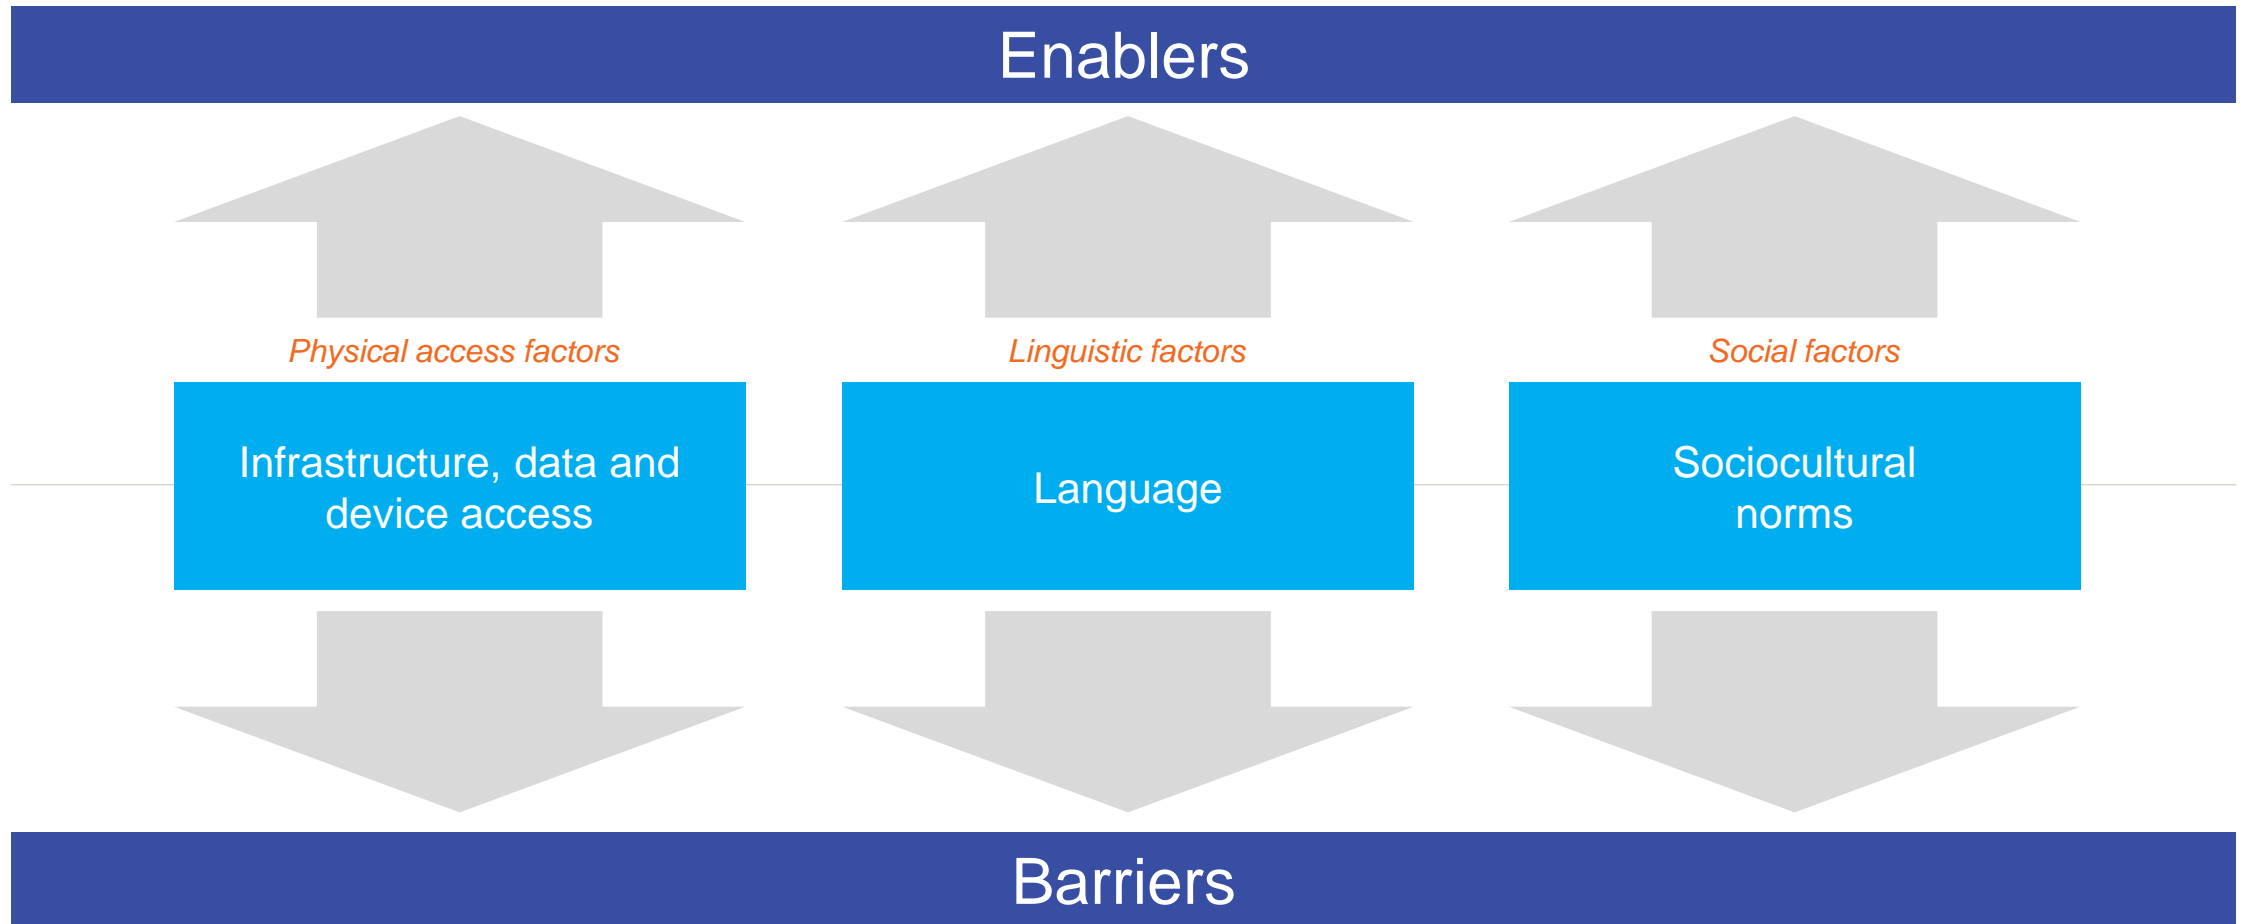 Enablers
Physical access factors
Linguistic factors
Social factors
Infrastructure, data and
device access
Language
Sociocultural
norms
Barriers